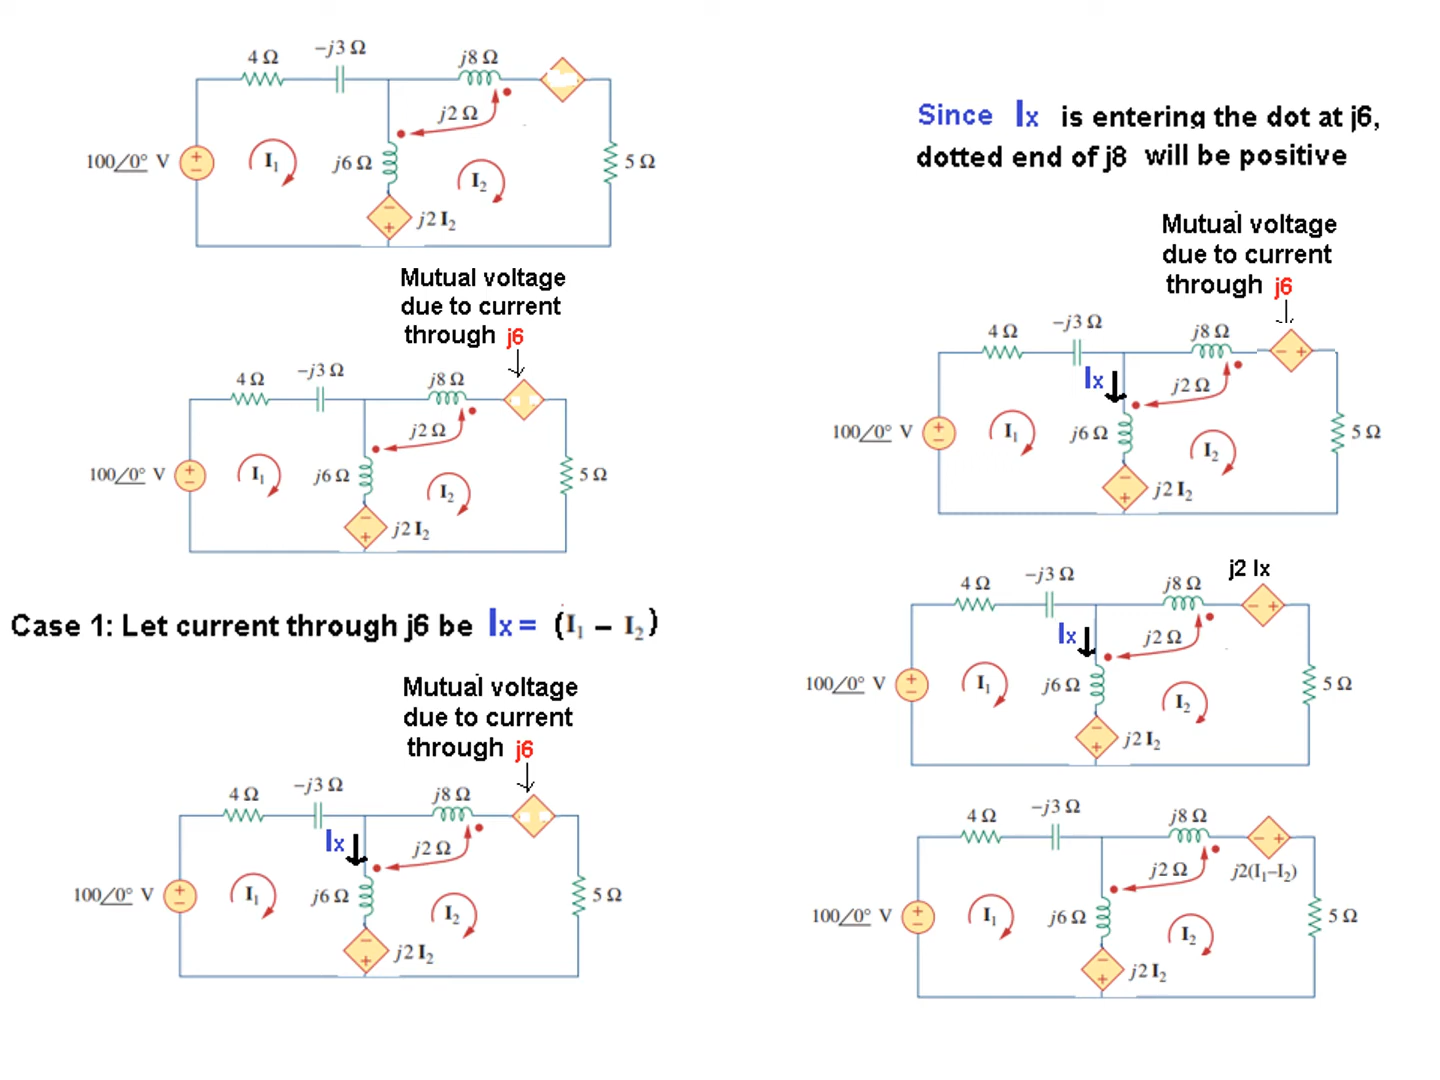 4 Ω
−j3 Ω
j8 Ω
j2 Ω
100/0° V
+
−
I₁
j6 Ω
I₂
5 Ω
−
+
j2 I₂
Mutual voltage
due to current
through j6
4 Ω
−j3 Ω
j8 Ω
j2 Ω
100/0° V
+
−
I₁
j6 Ω
I₂
5 Ω
−
+
j2 I₂
Case 1: Let current through j6 be Ix = (I₁ − I₂)
Mutual voltage
due to current
through j6
4 Ω
−j3 Ω
j8 Ω
Ix
j2 Ω
100/0° V
+
−
I₁
j6 Ω
I₂
5 Ω
−
+
j2 I₂
Since Ix is entering the dot at j6,
dotted end of j8 will be positive
Mutual voltage
due to current
through j6
4 Ω
−j3 Ω
j8 Ω
− +
Ix
j2 Ω
100/0° V
+
−
I₁
j6 Ω
I₂
5 Ω
−
+
j2 I₂
j2 Ix
4 Ω
−j3 Ω
j8 Ω
− +
Ix
j2 Ω
100/0° V
+
−
I₁
j6 Ω
I₂
5 Ω
−
+
j2 I₂
4 Ω
−j3 Ω
j8 Ω
− +
j2 Ω
j2(I₁−I₂)
100/0° V
+
−
I₁
j6 Ω
I₂
5 Ω
−
+
j2 I₂